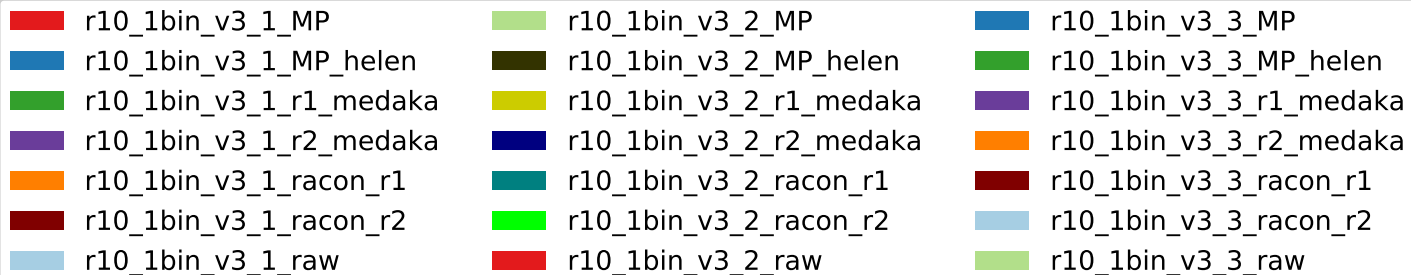 r10_1bin_v3_1_MP r10_1bin_v3_2_MP r10_1bin_v3_3_MP
r10_1bin_v3_1_MP_helen r10_1bin_v3_2_MP_helen r10_1bin_v3_3_MP_helen
r10_1bin_v3_1_r1_medaka r10_1bin_v3_2_r1_medaka r10_1bin_v3_3_r1_medaka
r10_1bin_v3_1_r2_medaka r10_1bin_v3_2_r2_medaka r10_1bin_v3_3_r2_medaka
r10_1bin_v3_1_racon_r1 r10_1bin_v3_2_racon_r1 r10_1bin_v3_3_racon_r1
r10_1bin_v3_1_racon_r2 r10_1bin_v3_2_racon_r2 r10_1bin_v3_3_racon_r2
r10_1bin_v3_1_raw r10_1bin_v3_2_raw r10_1bin_v3_3_raw